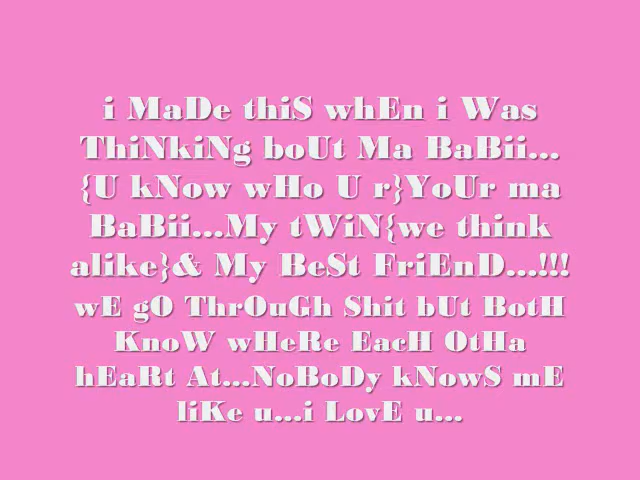 i MaDe thiS whEn i Was
ThiNkiNg boUt Ma BaBii...
{U kNow wHo U r}YoUr ma
BaBii...My tWiN{we think
alike}& My BeSt FriEnD...!!!
wE gO ThrOuGh Shit bUt BotH
KnoW wHeRe EacH OtHa
hEaRt At...NoBoDy kNowS mE
liKe u...i LovE u...